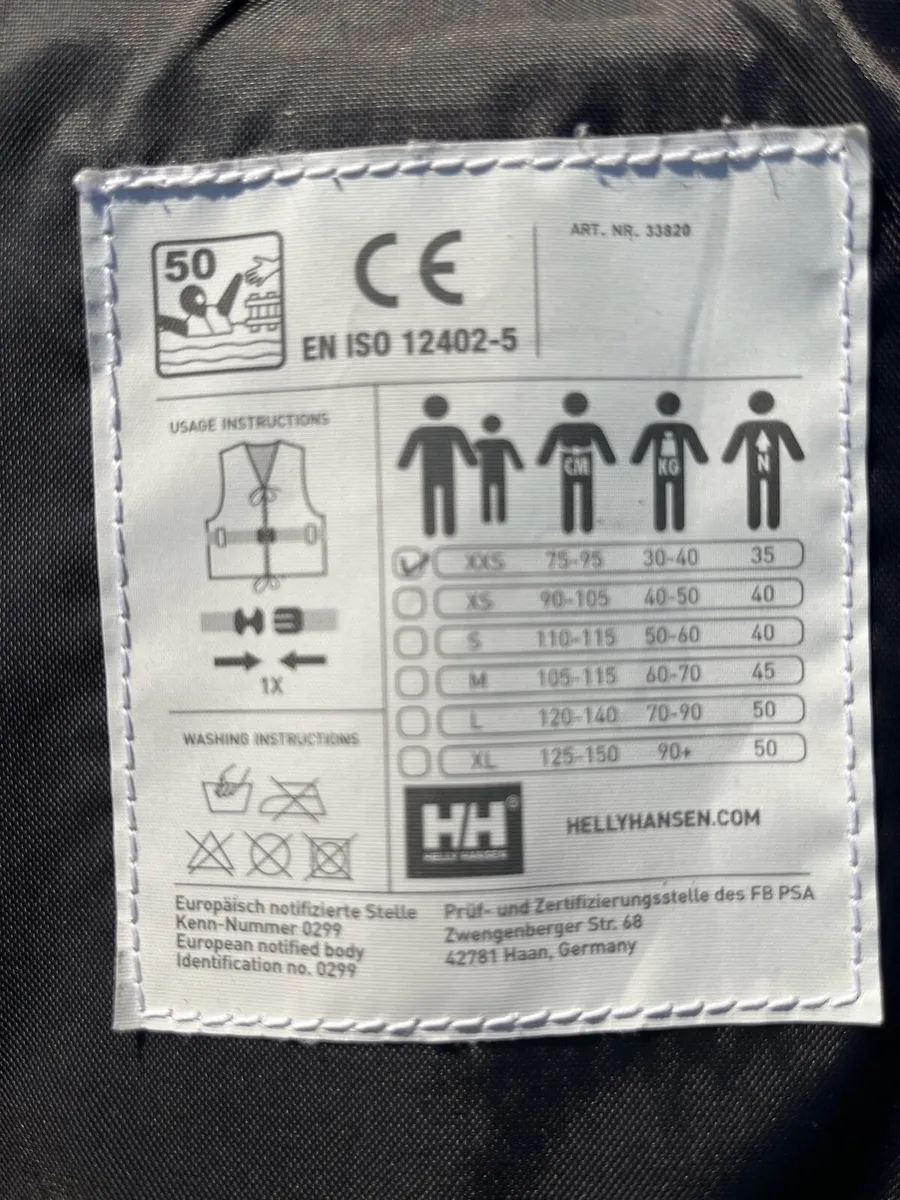 50
CE
EN ISO 12402-5
ART. NR. 33820
USAGE INSTRUCTIONS
1X
CM KG N
XXS 75-95 30-40 35
XS 90-105 40-50 40
S 110-115 50-60 40
M 105-115 60-70 45
L 120-140 70-90 50
XL 125-150 90+ 50
WASHING INSTRUCTIONS
H/H®
HELLY HANSEN
HELLYHANSEN.COM
Europäisch notifizierte Stelle
Kenn-Nummer 0299
European notified body
Identification no. 0299
Prüf- und Zertifizierungsstelle des FB PSA
Zwengenberger Str. 68
42781 Haan, Germany